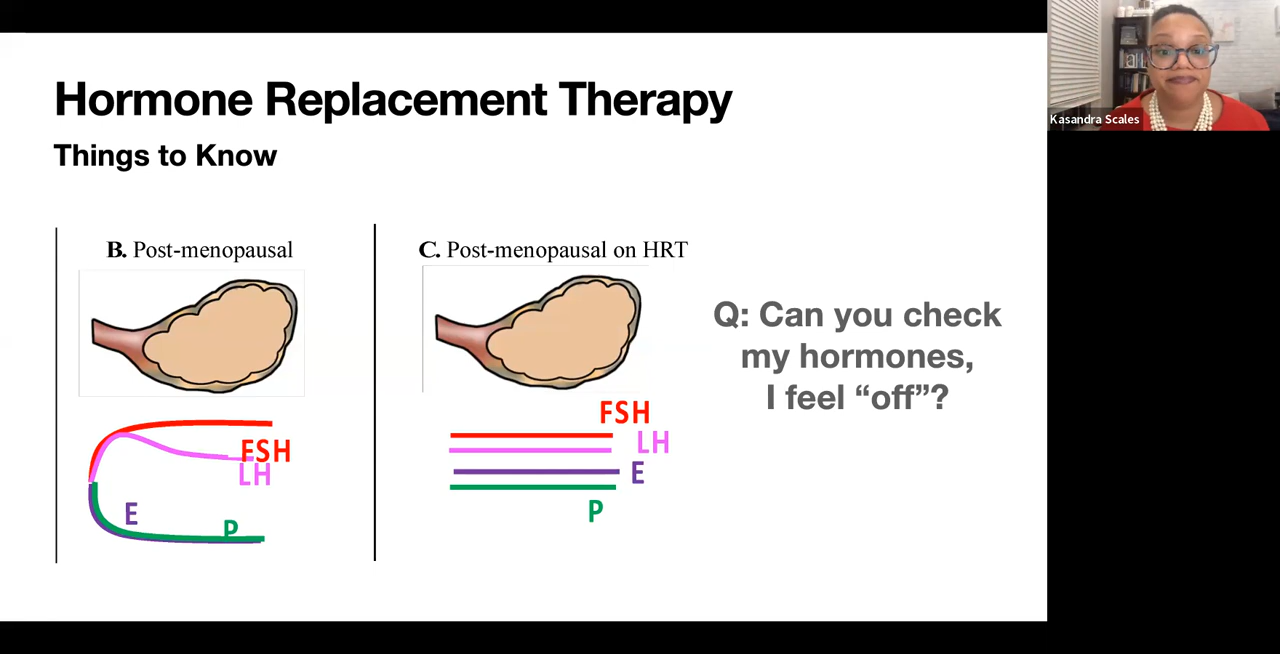 Hormone Replacement Therapy
Things to Know
B. Post-menopausal
FSH
LH
E
P
C. Post-menopausal on HRT
FSH
LH
E
P
Q: Can you check
my hormones,
I feel “off”?
Kasandra Scales